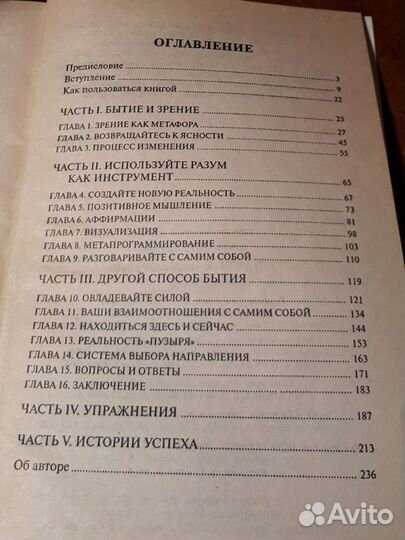 ОГЛАВЛЕНИЕ
Предисловие 3
Вступление 9
Как пользоваться книгой 22
ЧАСТЬ I. БЫТИЕ И ЗРЕНИЕ 25
ГЛАВА 1. ЗРЕНИЕ КАК МЕТАФОРА 27
ГЛАВА 2. ВОЗВРАЩАЙТЕСЬ К ЯСНОСТИ 45
ГЛАВА 3. ПРОЦЕСС ИЗМЕНЕНИЯ 55
ЧАСТЬ II. ИСПОЛЬЗУЙТЕ РАЗУМ
КАК ИНСТРУМЕНТ 65
ГЛАВА 4. СОЗДАЙТЕ НОВУЮ РЕАЛЬНОСТЬ 67
ГЛАВА 5. ПОЗИТИВНОЕ МЫШЛЕНИЕ 73
ГЛАВА 6. АФФИРМАЦИИ 81
ГЛАВА 7. ВИЗУАЛИЗАЦИЯ 98
ГЛАВА 8. МЕТАПРОГРАММИРОВАНИЕ 103
ГЛАВА 9. РАЗГОВАРИВАЙТЕ С САМИМ СОБОЙ 110
ЧАСТЬ III. ДРУГОЙ СПОСОБ БЫТИЯ 119
ГЛАВА 10. ОВЛАДЕВАЙТЕ СИЛОЙ 121
ГЛАВА 11. ВАШИ ВЗАИМООТНОШЕНИЯ С САМИМ СОБОЙ 134
ГЛАВА 12. НАХОДИТЬСЯ ЗДЕСЬ И СЕЙЧАС 144
ГЛАВА 13. РЕАЛЬНОСТЬ «ПУЗЫРЯ» 153
ГЛАВА 14. СИСТЕМА ВЫБОРА НАПРАВЛЕНИЯ 163
ГЛАВА 15. ВОПРОСЫ И ОТВЕТЫ 171
ГЛАВА 16. ЗАКЛЮЧЕНИЕ 183
ЧАСТЬ IV. УПРАЖНЕНИЯ 187
ЧАСТЬ V. ИСТОРИИ УСПЕХА 213
Об авторе 236
Avito